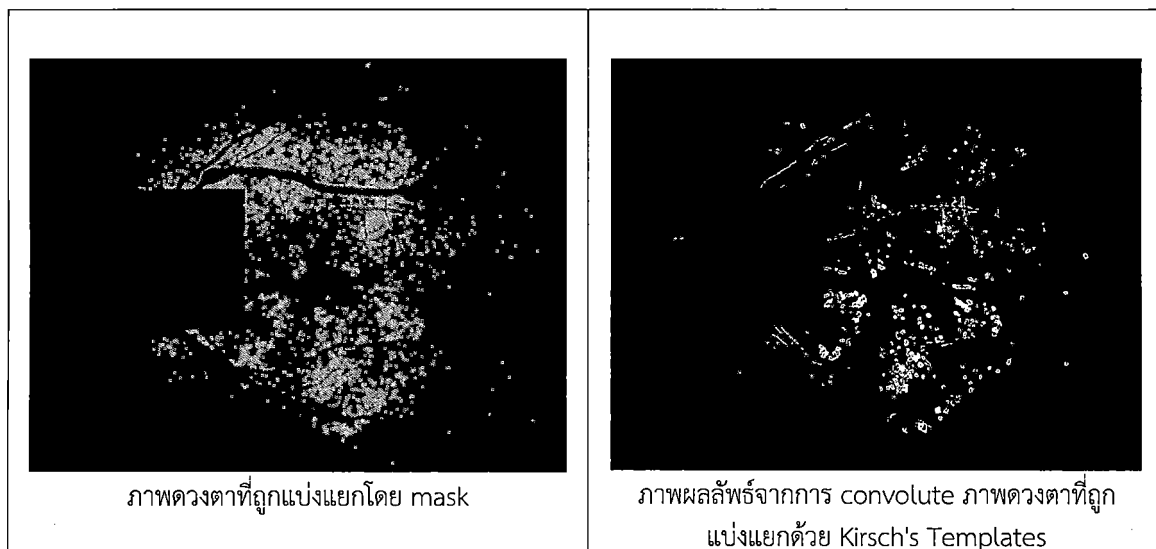 ภาพดวงตาที่ถูกแบ่งแยกโดย mask
ภาพผลลัพธ์จากการ convolute ภาพดวงตาที่ถูก
แบ่งแยกด้วย Kirsch's Templates